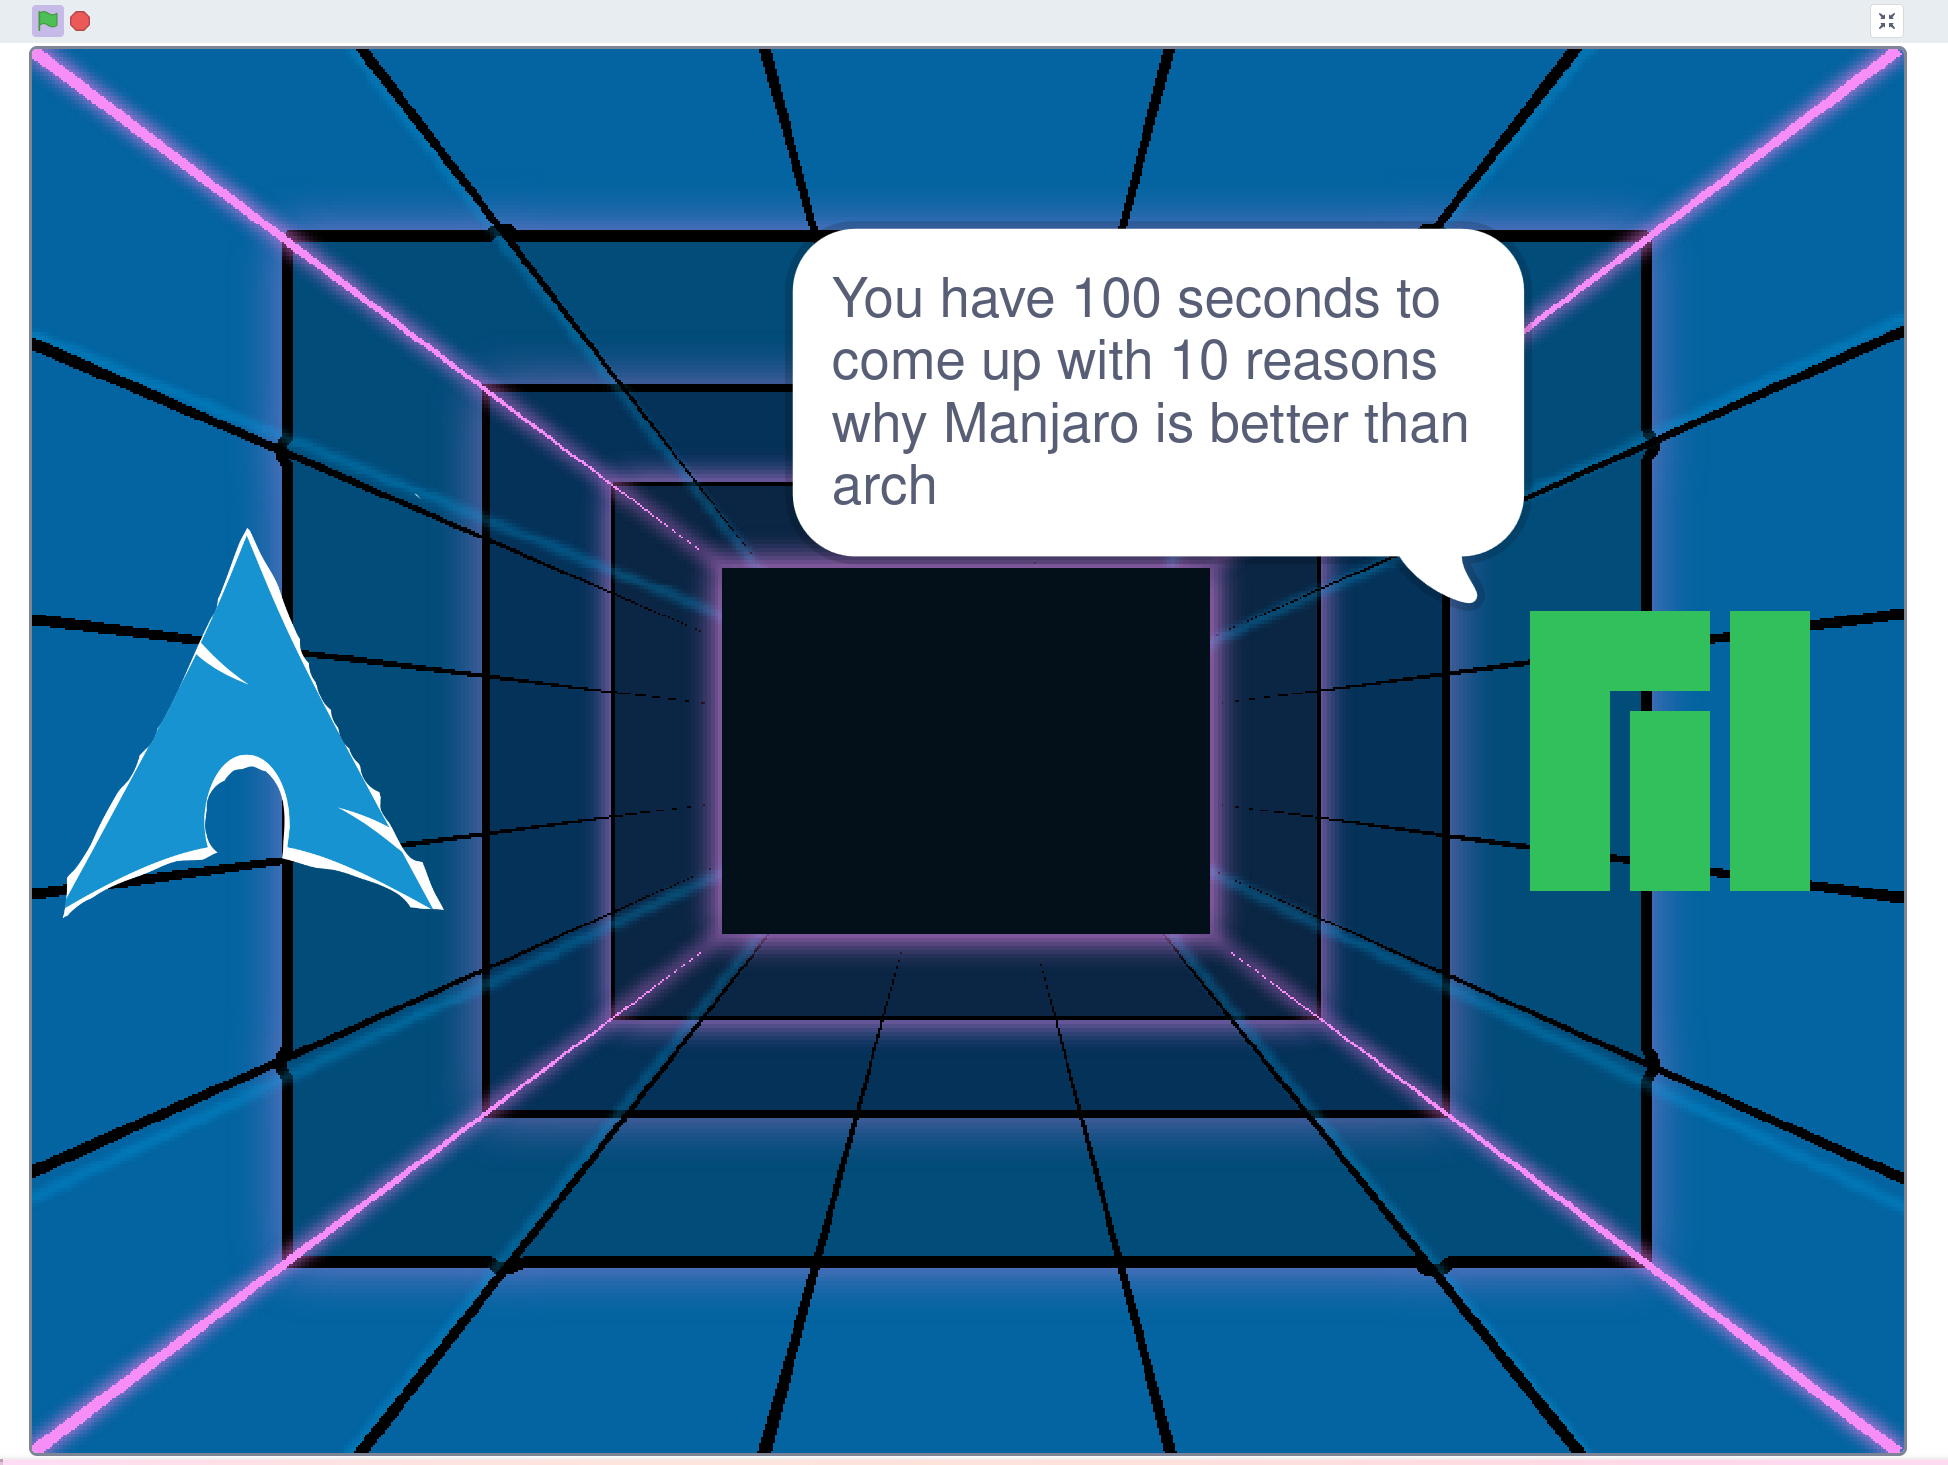 You have 100 seconds to
come up with 10 reasons
why Manjaro is better than
arch